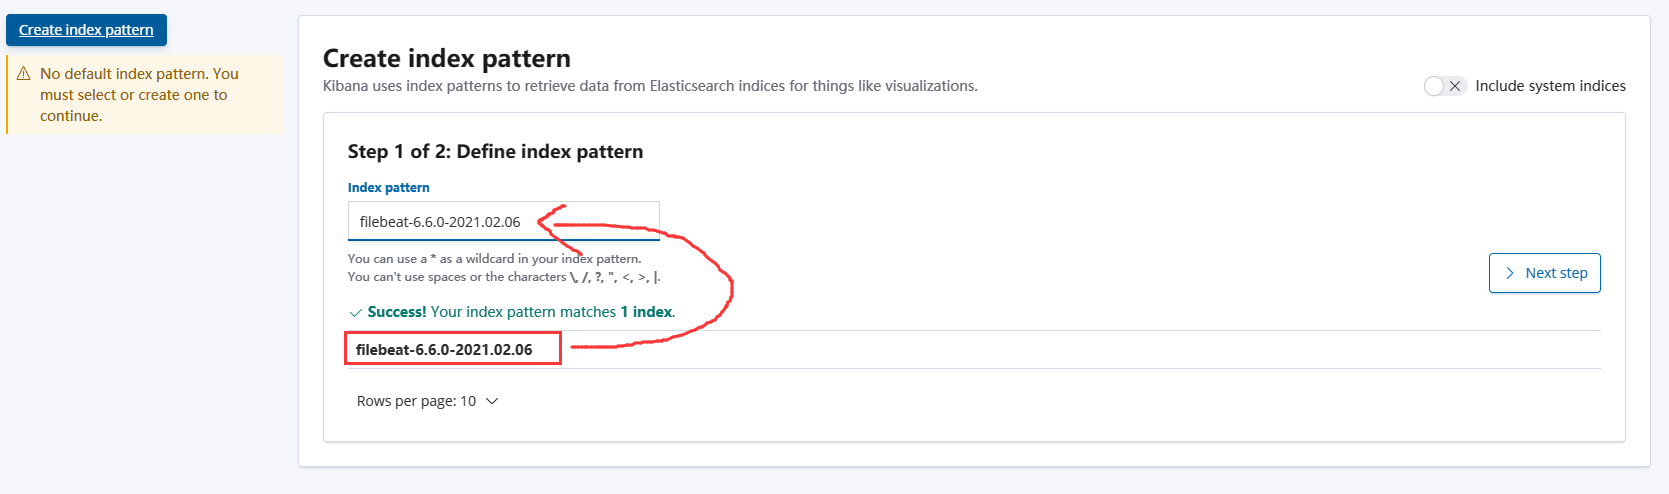 Create index pattern
No default index pattern. You
must select or create one to
continue.
Create index pattern
Kibana uses index patterns to retrieve data from Elasticsearch indices for things like visualizations.
Include system indices
Step 1 of 2: Define index pattern
Index pattern
filebeat-6.6.0-2021.02.06
You can use a * as a wildcard in your index pattern.
You can't use spaces or the characters \, /, ?, ", <, >, |.
Next step
Success! Your index pattern matches 1 index.
filebeat-6.6.0-2021.02.06
Rows per page: 10